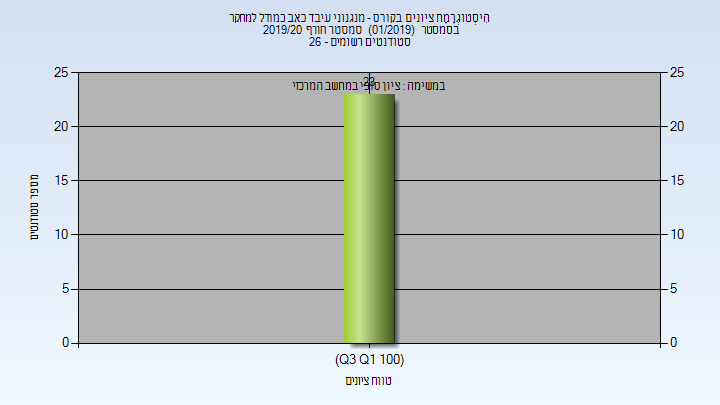 היסטוגרמת ציונים בקורס - מנגנוני עיבוד כאב כמודל למחקר
בסמסטר (01/2019) סמסטר חורף 2019/20
סטודנטים רשומים - 26
במשימה : ציון סופי במחשב המרכזי
23
25
20
15
10
5
0
25
20
15
10
5
0
מספר סטודנטים
(Q3 Q1 100)
טווח ציונים